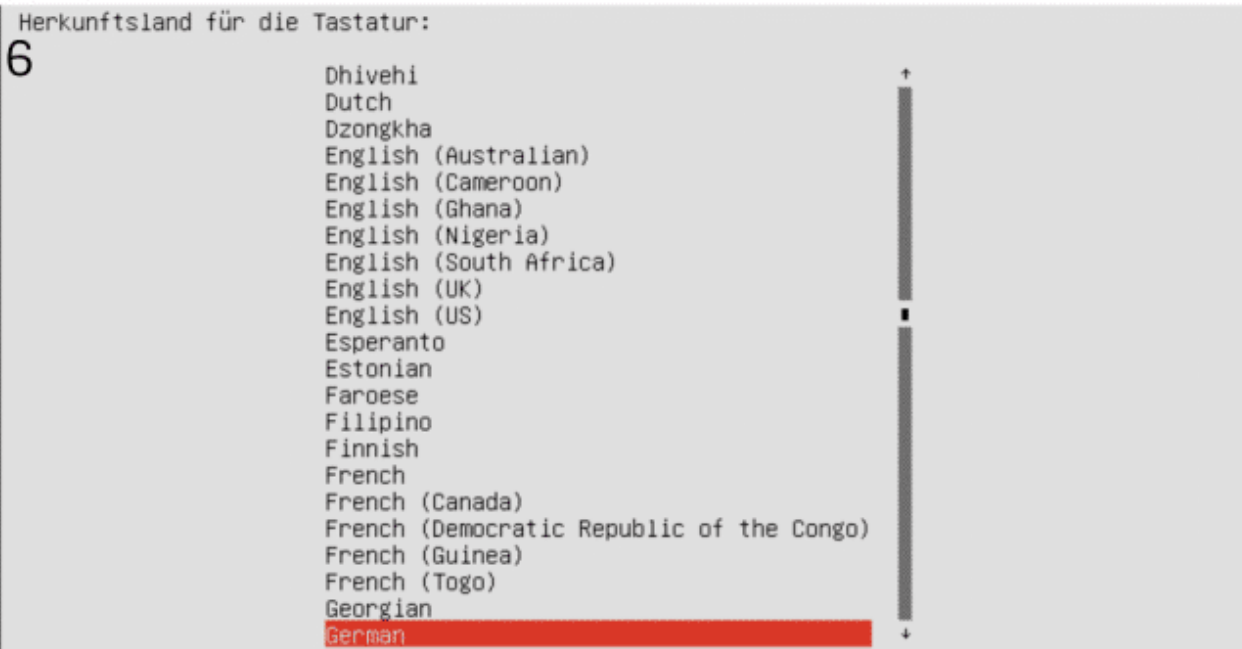 Herkunftsland für die Tastatur:
6
Dhivehi
Dutch
Dzongkha
English (Australian)
English (Cameroon)
English (Ghana)
English (Nigeria)
English (South Africa)
English (UK)
English (US)
Esperanto
Estonian
Faroese
Filipino
Finnish
French
French (Canada)
French (Democratic Republic of the Congo)
French (Guinea)
French (Togo)
Georgian
German